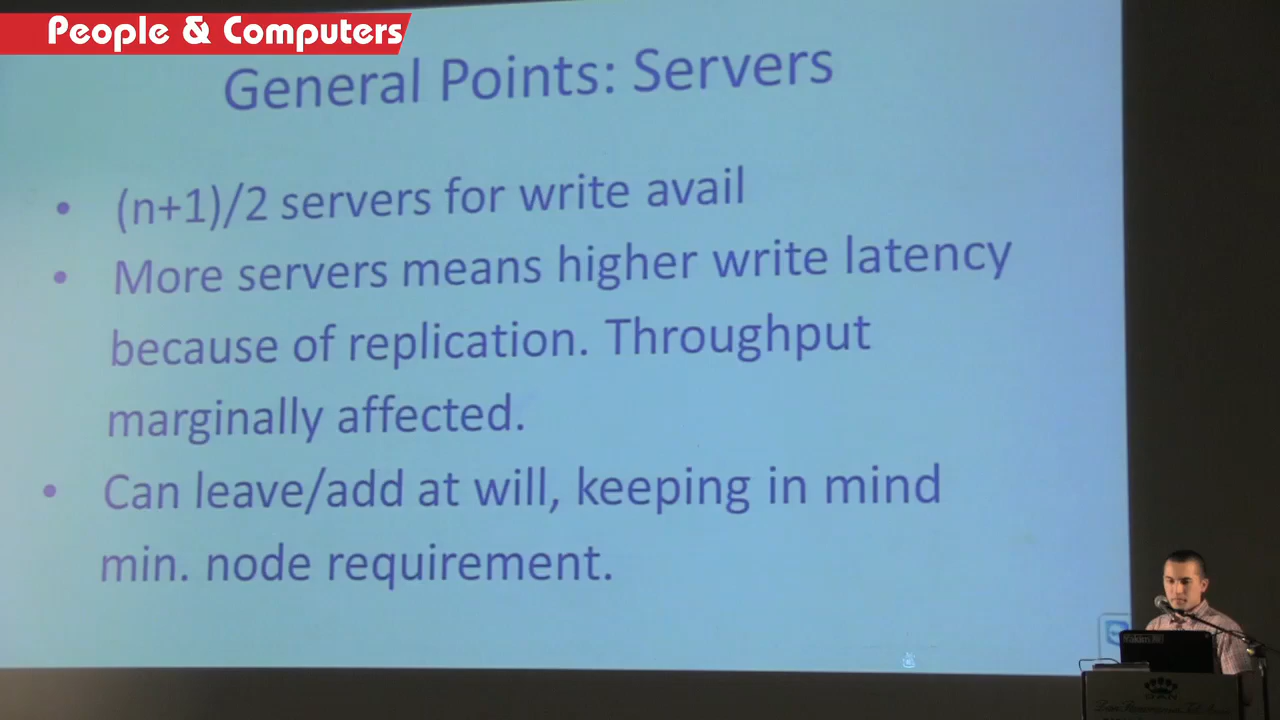 People & Computers
General Points: Servers
• (n+1)/2 servers for write avail
• More servers means higher write latency
because of replication. Throughput
marginally affected.
• Can leave/add at will, keeping in mind
min. node requirement.
DAN